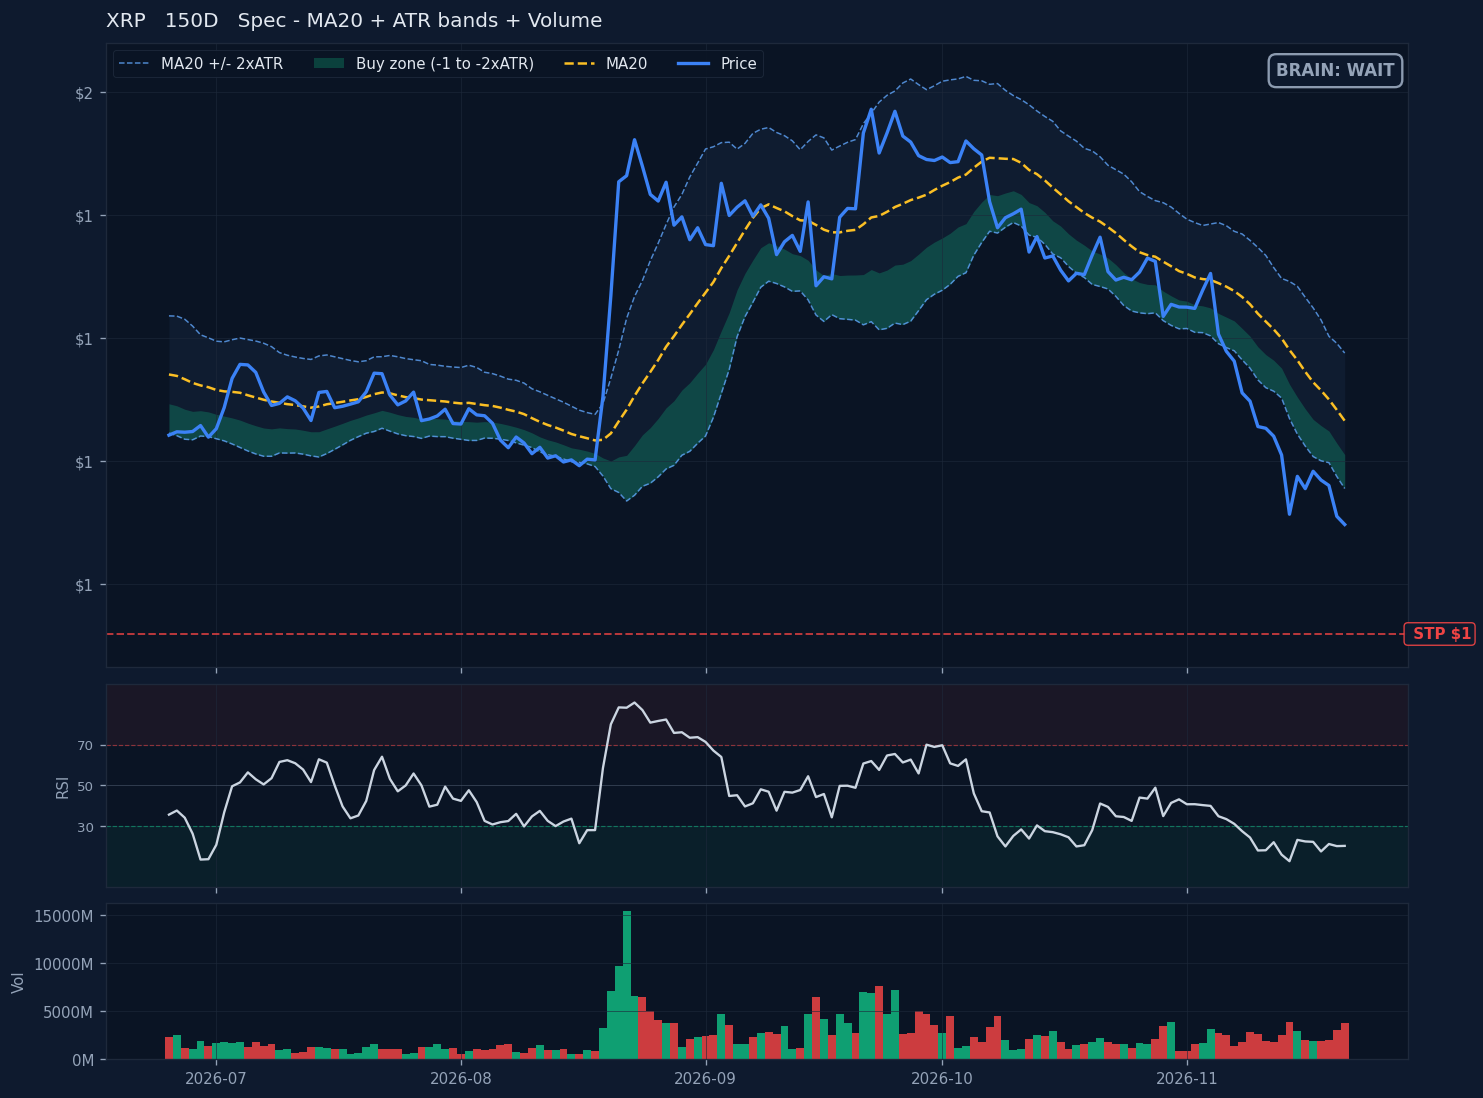 XRP   150D   Spec - MA20 + ATR bands + Volume
MA20 +/- 2xATR   Buy zone (-1 to -2xATR)   MA20   Price
BRAIN: WAIT
$2
$1
$1
$1
$1
STP $1
RSI
70
50
30
Vol
15000M
10000M
5000M
0M
2026-07   2026-08   2026-09   2026-10   2026-11